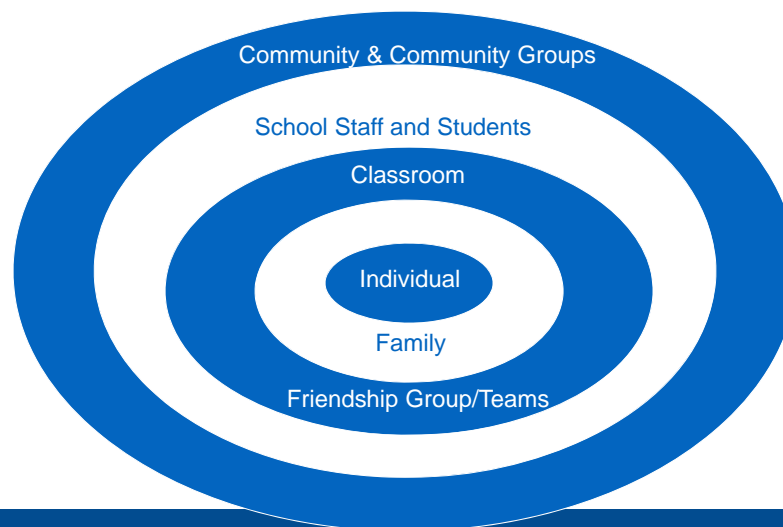 Community & Community Groups
School Staff and Students
Classroom
Individual
Family
Friendship Group/Teams